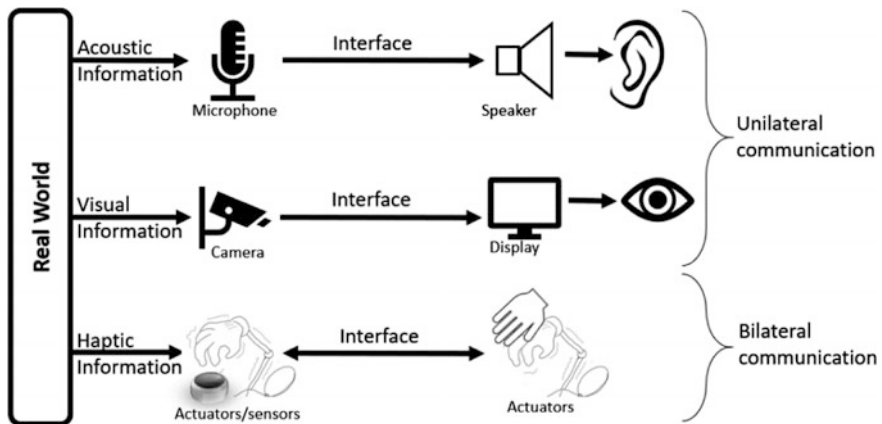 Real World
Acoustic
Information
Microphone
Interface
Speaker
Unilateral
communication
Visual
Information
Camera
Interface
Display
Haptic
Information
Actuators/sensors
Interface
Actuators
Bilateral
communication